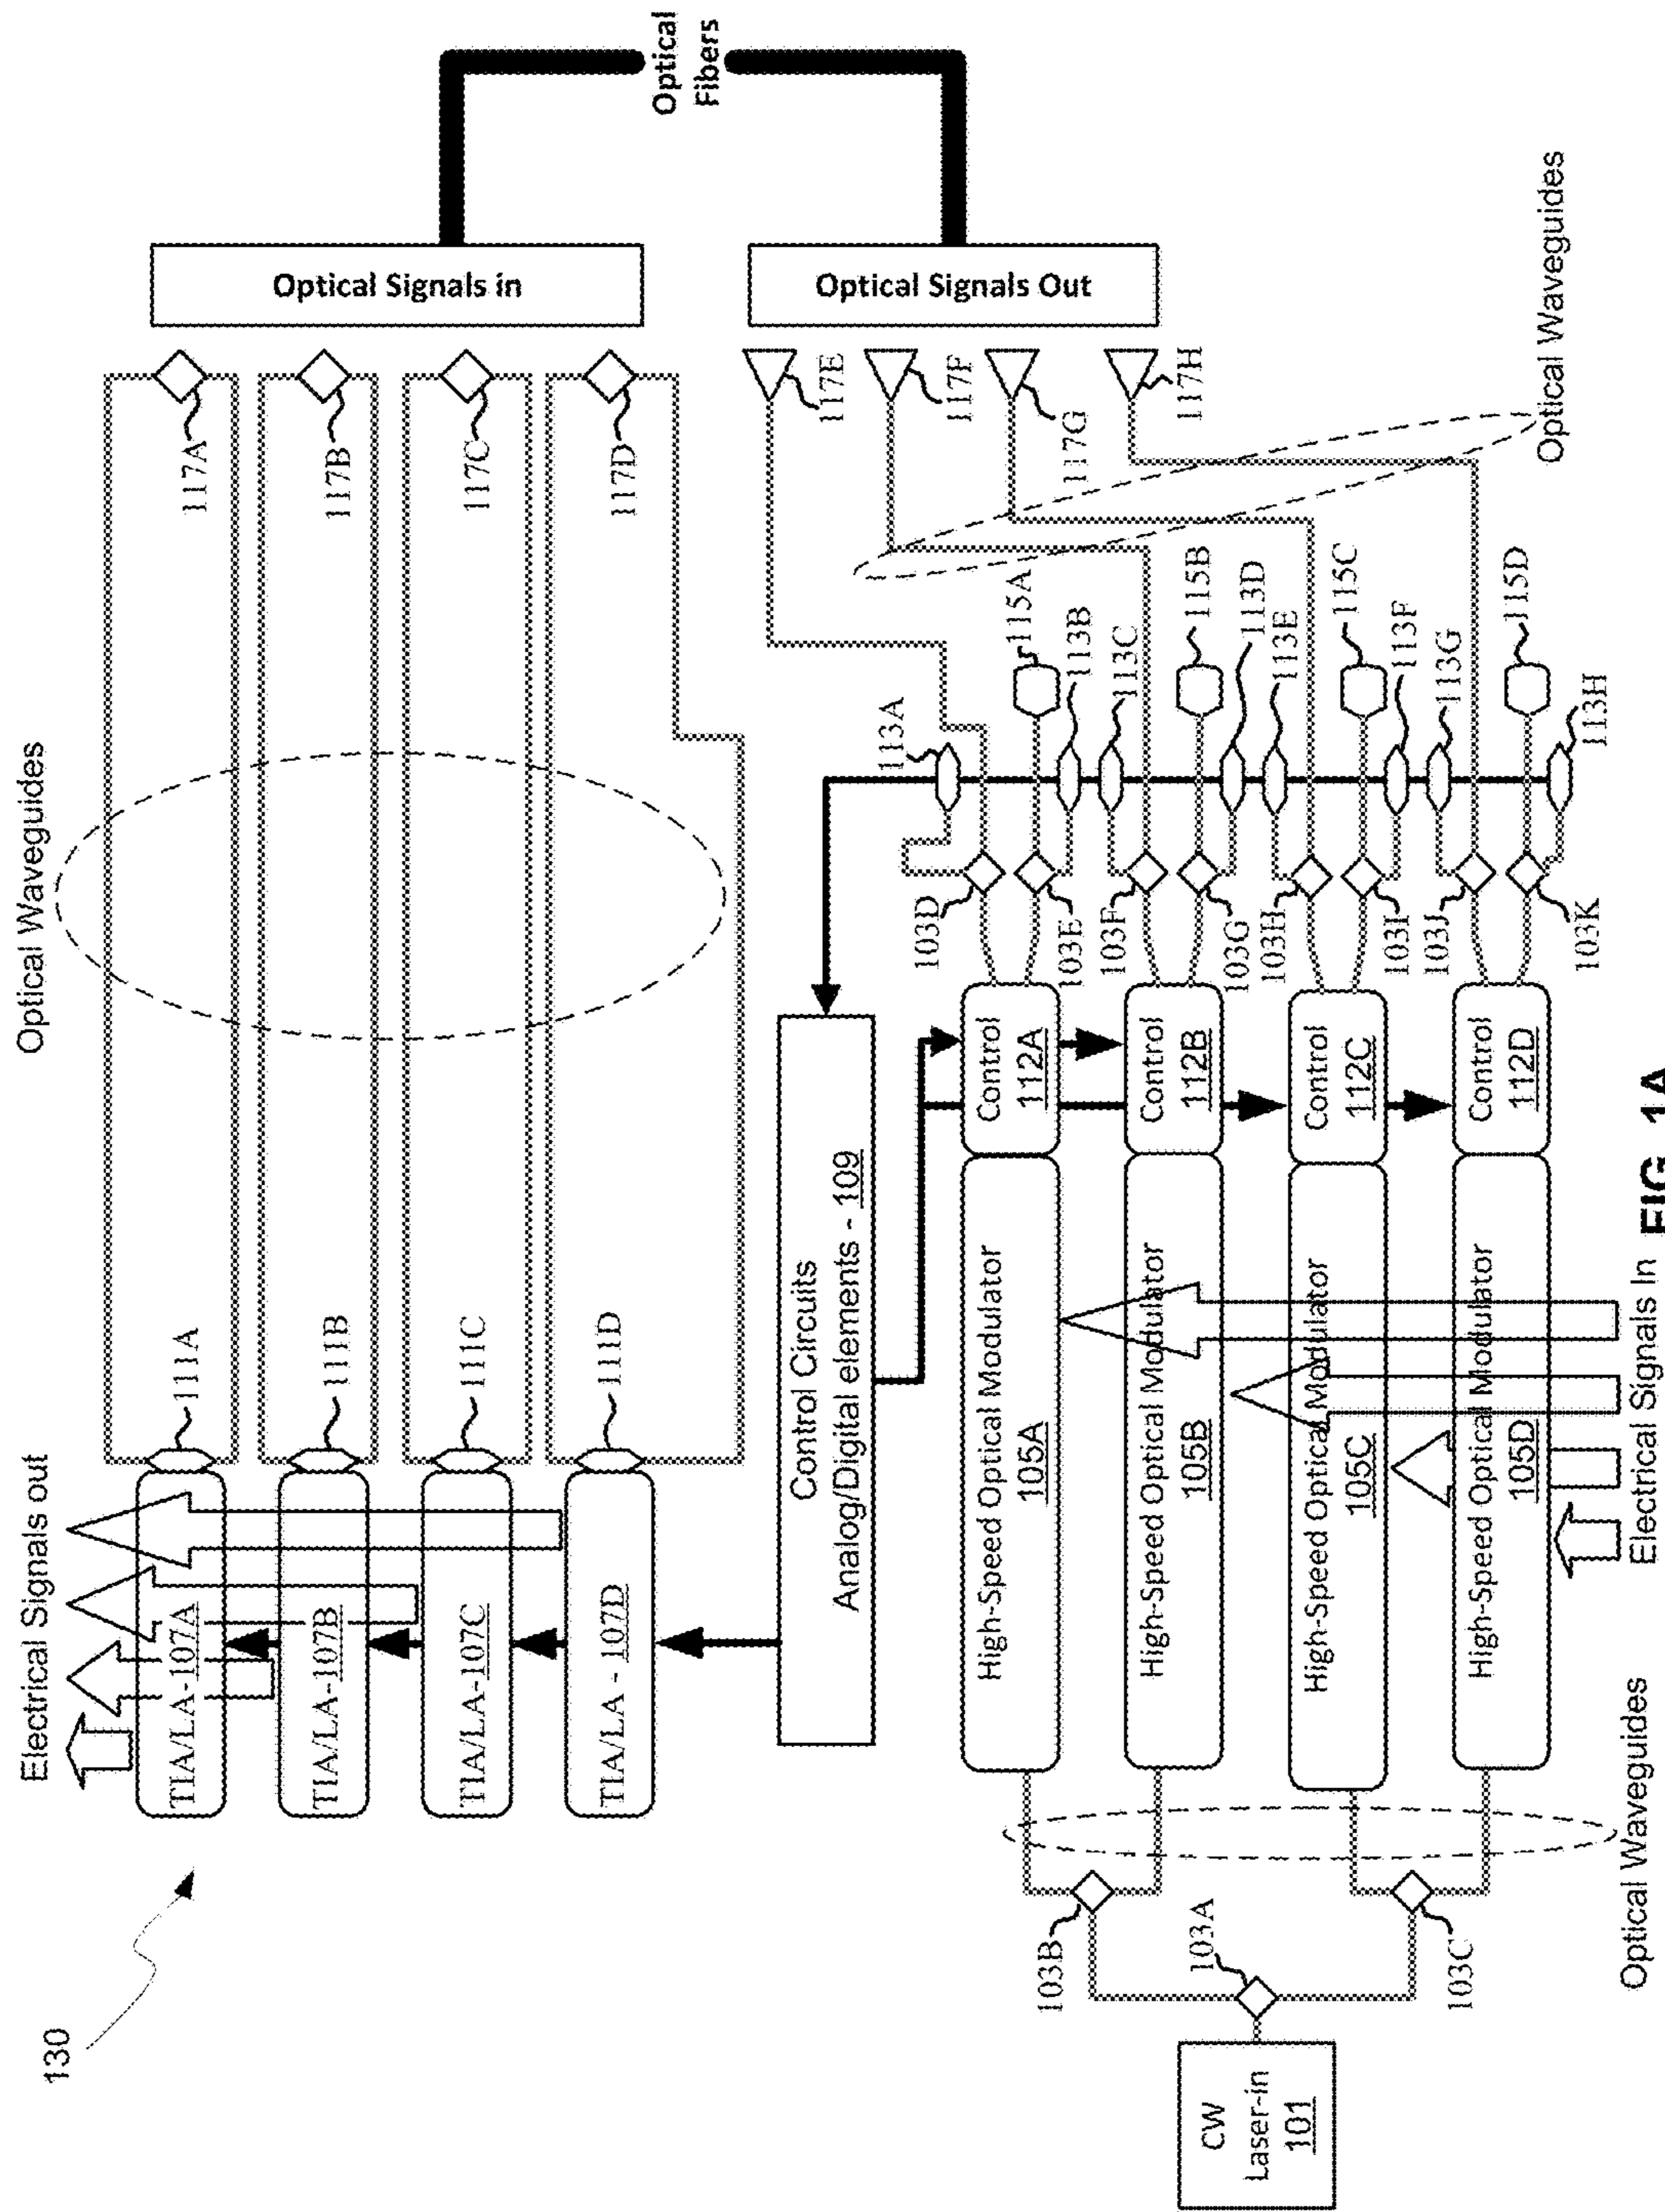 130
Electrical Signals out
Optical Waveguides
TIA/LA-107A
TIA/LA-107B
TIA/LA-107C
TIA/LA - 107D
111A
111B
111C
111D
117A
117B
117C
117D
Optical Signals in
Optical
Fibers
Optical Signals Out
117E
117F
117G
117H
Control Circuits
Analog/Digital elements - 109
CW
Laser-in
101
103A
103B
103C
Optical Waveguides
High-Speed Optical Modulator
105A
High-Speed Optical Modulator
105B
High-Speed Optical Modulator
105C
High-Speed Optical Modulator
105D
Control
112A
Control
112B
Control
112C
Control
112D
103D
103E
103F
103G
103H
103I
103J
103K
113A
113B
113C
113D
113E
113F
113G
113H
115A
115B
115C
115D
Optical Waveguides
Electrical Signals In
FIG. 1A